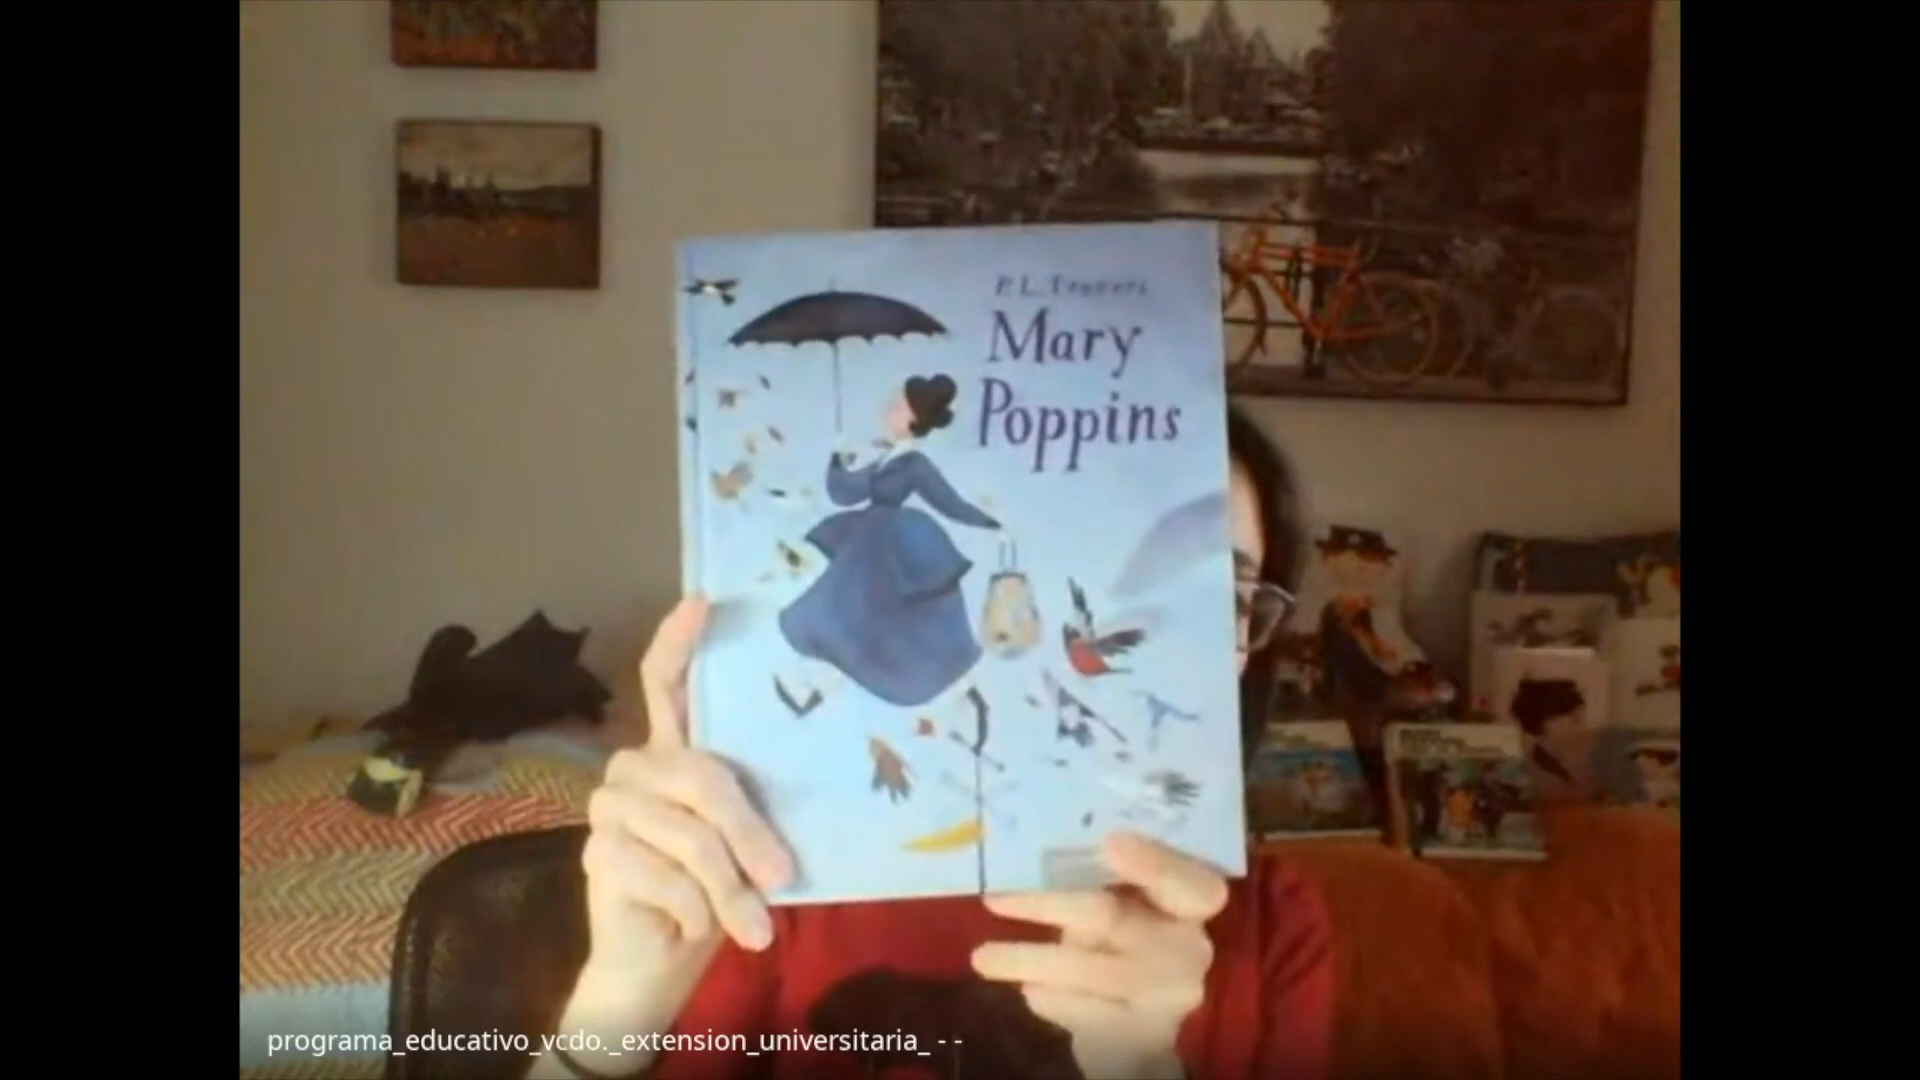 P. L. Travers
Mary
Poppins
programa_educativo_vcdo._extension_universitaria_ - -